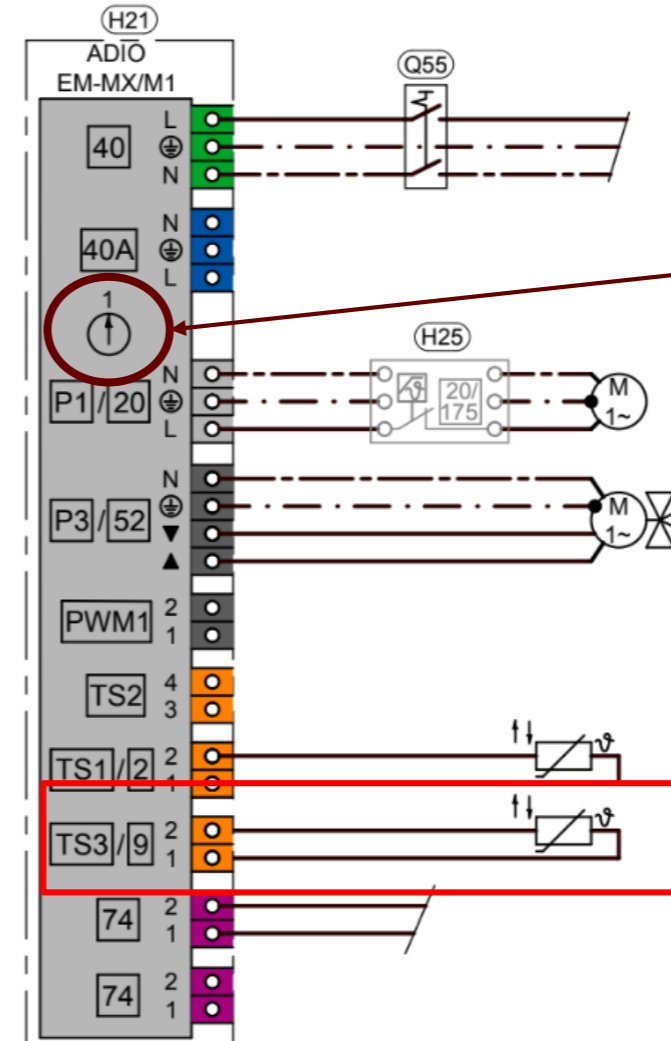 H21
ADIO
EM-MX/M1
Q55
L
40
N
N
40A
L
1
H25
N
P1/20
L
20/
175
M
1~
N
P3/52
▼
▲
M
1~
PWM1
2
1
TS2
4
3
TS1/2
2
1
ϑ
TS3/9
2
1
ϑ
74
2
1
74
2
1